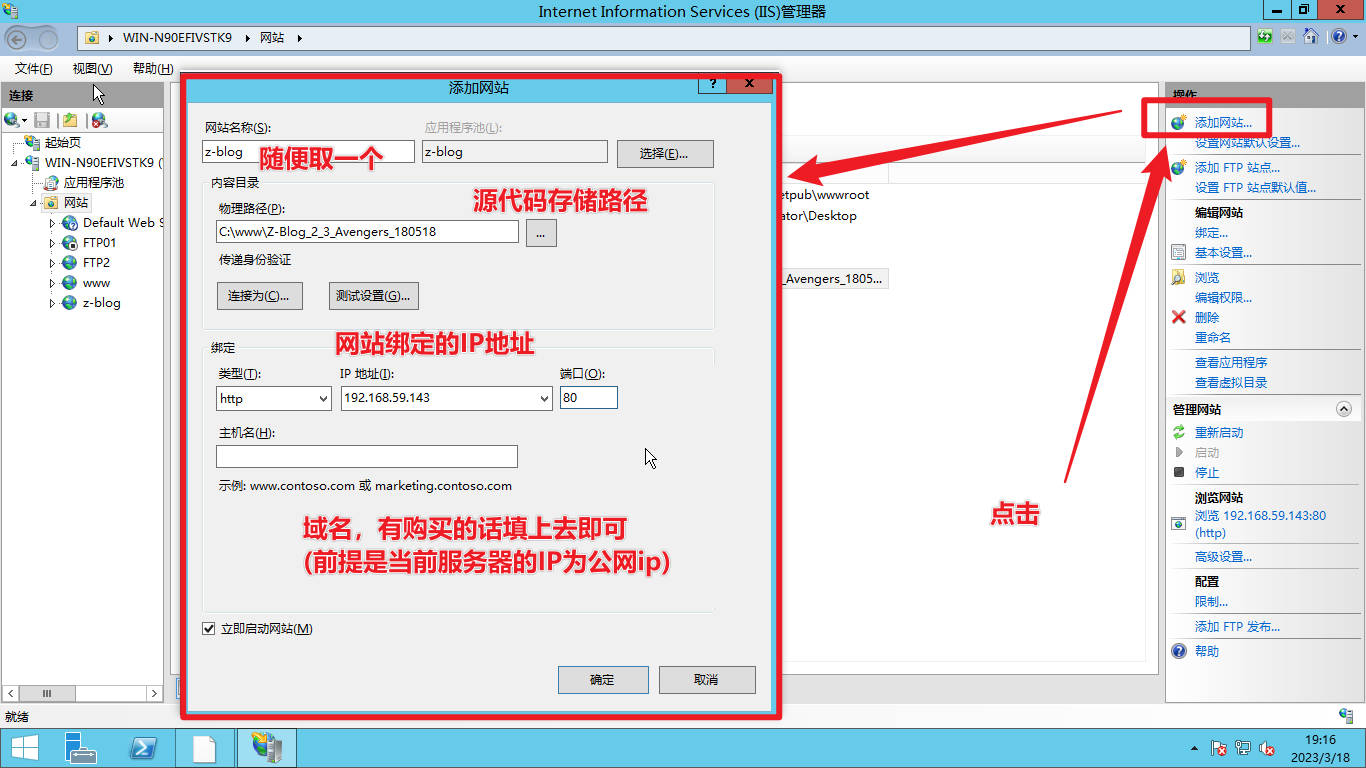 Internet Information Services (IIS)管理器
WIN-N90EFIVSTK9 网站
文件(F) 视图(V) 帮助(H)
连接
起始页
WIN-N90EFIVSTK9 (
应用程序池
网站
Default Web S
FTP01
FTP2
www
z-blog
添加网站
?
网站名称(S):
应用程序池(L):
z-blog
随便取一个
z-blog
选择(E)...
内容目录
物理路径(P):
源代码存储路径
C:\www\Z-Blog_2_3_Avengers_180518
...
传递身份验证
连接为(C)...
测试设置(G)...
绑定
网站绑定的IP地址
类型(T):
IP 地址(I):
端口(O):
http
192.168.59.143
80
主机名(H):
示例: www.contoso.com 或 marketing.contoso.com
域名，有购买的话填上去即可
(前提是当前服务器的IP为公网ip)
立即启动网站(M)
确定
取消
etpub\wwwroot
ator\Desktop
_Avengers_1805...
点击
操作
添加网站...
设置网站默认设置...
添加 FTP 站点...
设置 FTP 站点默认值...
编辑网站
绑定...
基本设置...
浏览
编辑权限...
删除
重命名
查看应用程序
查看虚拟目录
管理网站
重新启动
启动
停止
浏览网站
浏览 192.168.59.143:80
(http)
高级设置...
配置
限制...
添加 FTP 发布...
帮助
就绪
19:16
2023/3/18